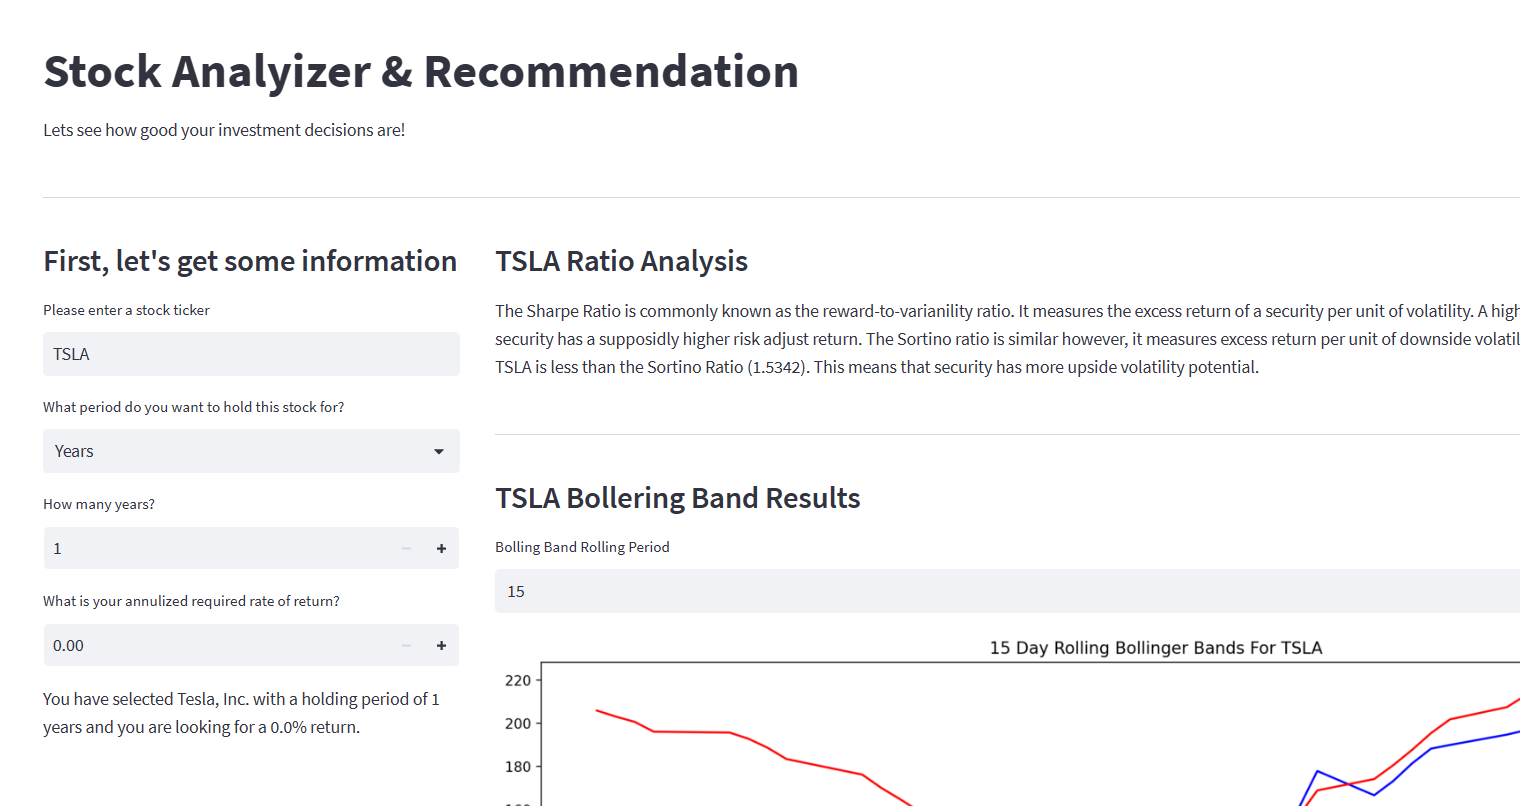 Stock Analyizer & Recommendation
Lets see how good your investment decisions are!
First, let's get some information
Please enter a stock ticker
TSLA
What period do you want to hold this stock for?
Years
How many years?
1
What is your annulized required rate of return?
0.00
You have selected Tesla, Inc. with a holding period of 1
years and you are looking for a 0.0% return.
TSLA Ratio Analysis
The Sharpe Ratio is commonly known as the reward-to-varianility ratio. It measures the excess return of a security per unit of volatility. A
security has a supposidly higher risk adjust return. The Sortino ratio is similar however, it measures excess return per unit of downside
TSLA is less than the Sortino Ratio (1.5342). This means that security has more upside volatility potential.
TSLA Bollering Band Results
Bolling Band Rolling Period
15
15 Day Rolling Bollinger Bands For TSLA
220
200
180